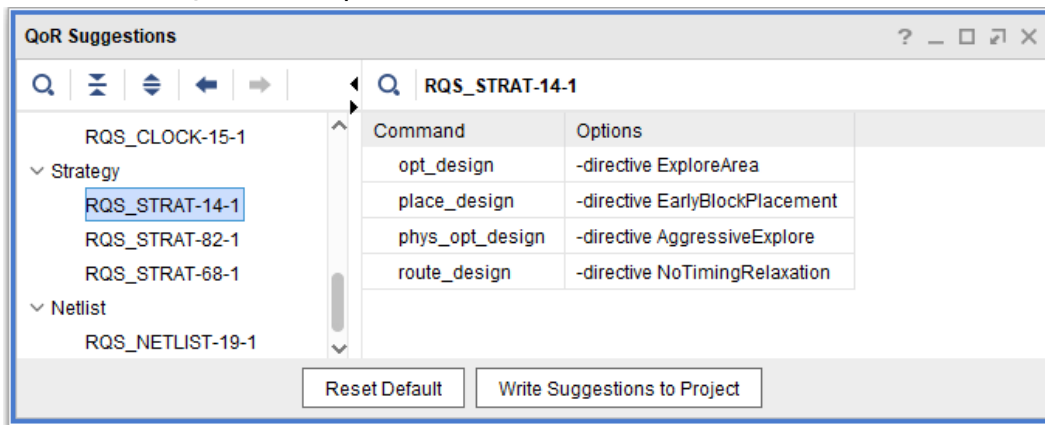 QoR Suggestions
RQS_STRAT-14-1
RQS_CLOCK-15-1
Strategy
RQS_STRAT-14-1
RQS_STRAT-82-1
RQS_STRAT-68-1
Netlist
RQS_NETLIST-19-1
Command Options
opt_design -directive ExploreArea
place_design -directive EarlyBlockPlacement
phys_opt_design -directive AggressiveExplore
route_design -directive NoTimingRelaxation
Reset Default Write Suggestions to Project